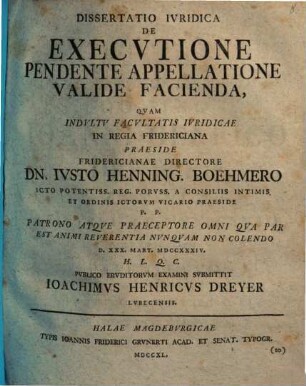 DISSERTATIO IVRIDICA
DE
EXECVTIONE
PENDENTE APPELLATIONE
VALIDE FACIENDA,
QVAM
INDVLTV FACVLTATIS IVRIDICAE
IN REGIA FRIDERICIANA
PRAESIDE
FRIDERICIANAE DIRECTORE
DN. IVSTO HENNING. BOEHMERO
ICTO POTENTISS. REG. PORVSS. A CONSILIIS INTIMIS,
ET ORDINIS ICTORVM VICARIO PRAESIDE
P. P.
PATRONO ATQVE PRAECEPTORE OMNI QVA PAR
EST ANIMI REVERENTIA NVNQVAM NON COLENDO
D. XXX. MART. MDCCXXXIV.
H. L. Q. C.
PVBLICO ERVDITORVM EXAMINI SVBMITTIT
IOACHIMVS HENRICVS DREYER
LVBECENSIS.
HALAE MAGDEBVRGICAE
TYPIS IOANNIS FRIDERICI GRVNERTI ACAD. ET SENAT. TYPOGR.
MDCCXL.